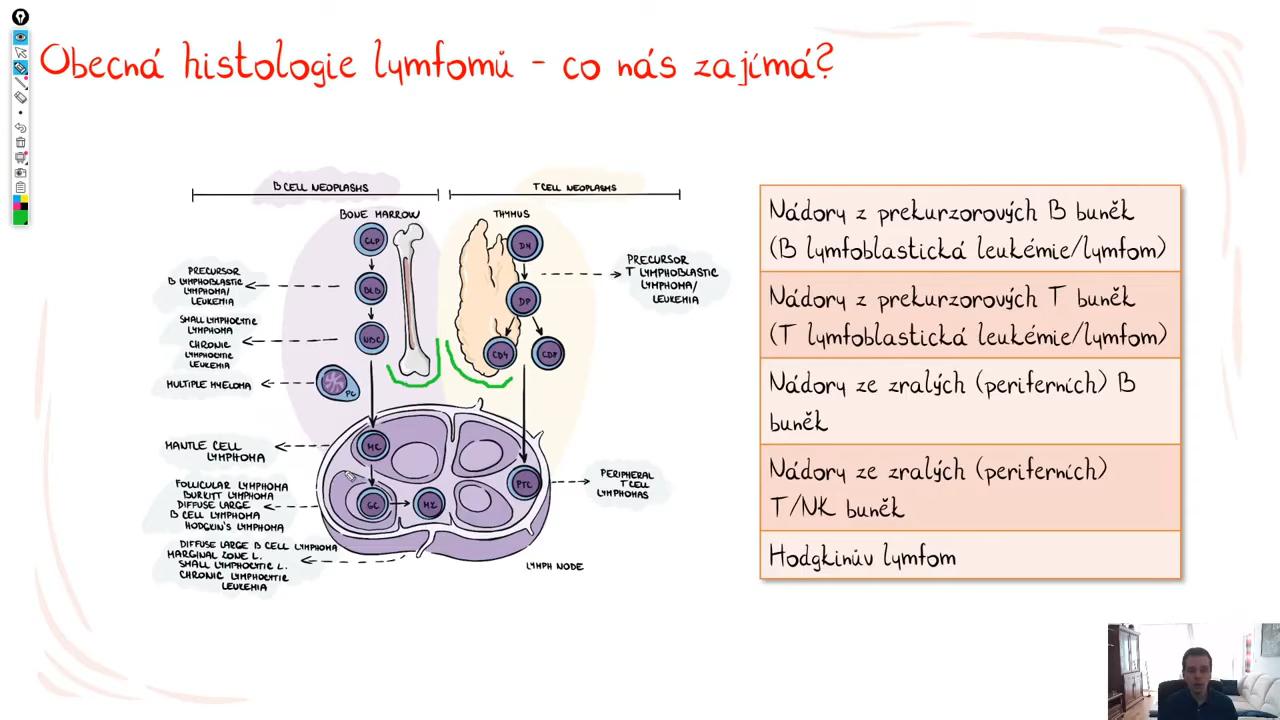 Obecná histologie lymfomů - co nás zajímá?
B CELL NEOPLASMS
T CELL NEOPLASMS
BONE MARROW
THYMUS
CLP
BLB
NBC
PC
DN
DP
CD4
CD8
PRECURSOR
B LYMPHOBLASTIC
LYMPHOMA/
LEUKEMIA
SMALL LYMPHOCYTIC
LYMPHOMA
CHRONIC
LYMPHOCYTIC
LEUKEMIA
MULTIPLE MYELOMA
MANTLE CELL
LYMPHOMA
FOLLICULAR LYMPHOMA
BURKITT LYMPHOMA
DIFFUSE LARGE
B CELL LYMPHOMA
HODGKIN'S LYMPHOMA
DIFFUSE LARGE B CELL LYMPHOMA
MARGINAL ZONE L.
SMALL LYMPHOCYTIC L.
CHRONIC LYMPHOCYTIC
LEUKEMIA
MC
GC
MZ
PTC
LYMPH NODE
PRECURSOR
T LYMPHOBLASTIC
LYMPHOMA/
LEUKEMIA
PERIPHERAL
T CELL
LYMPHOMAS
Nádory z prekurzorových B buněk
(B lymfoblastická leukémie/lymfom)
Nádory z prekurzorových T buněk
(T lymfoblastická leukémie/lymfom)
Nádory ze zralých (periferních) B
buněk
Nádory ze zralých (periferních)
T/NK buněk
Hodgkinův lymfom